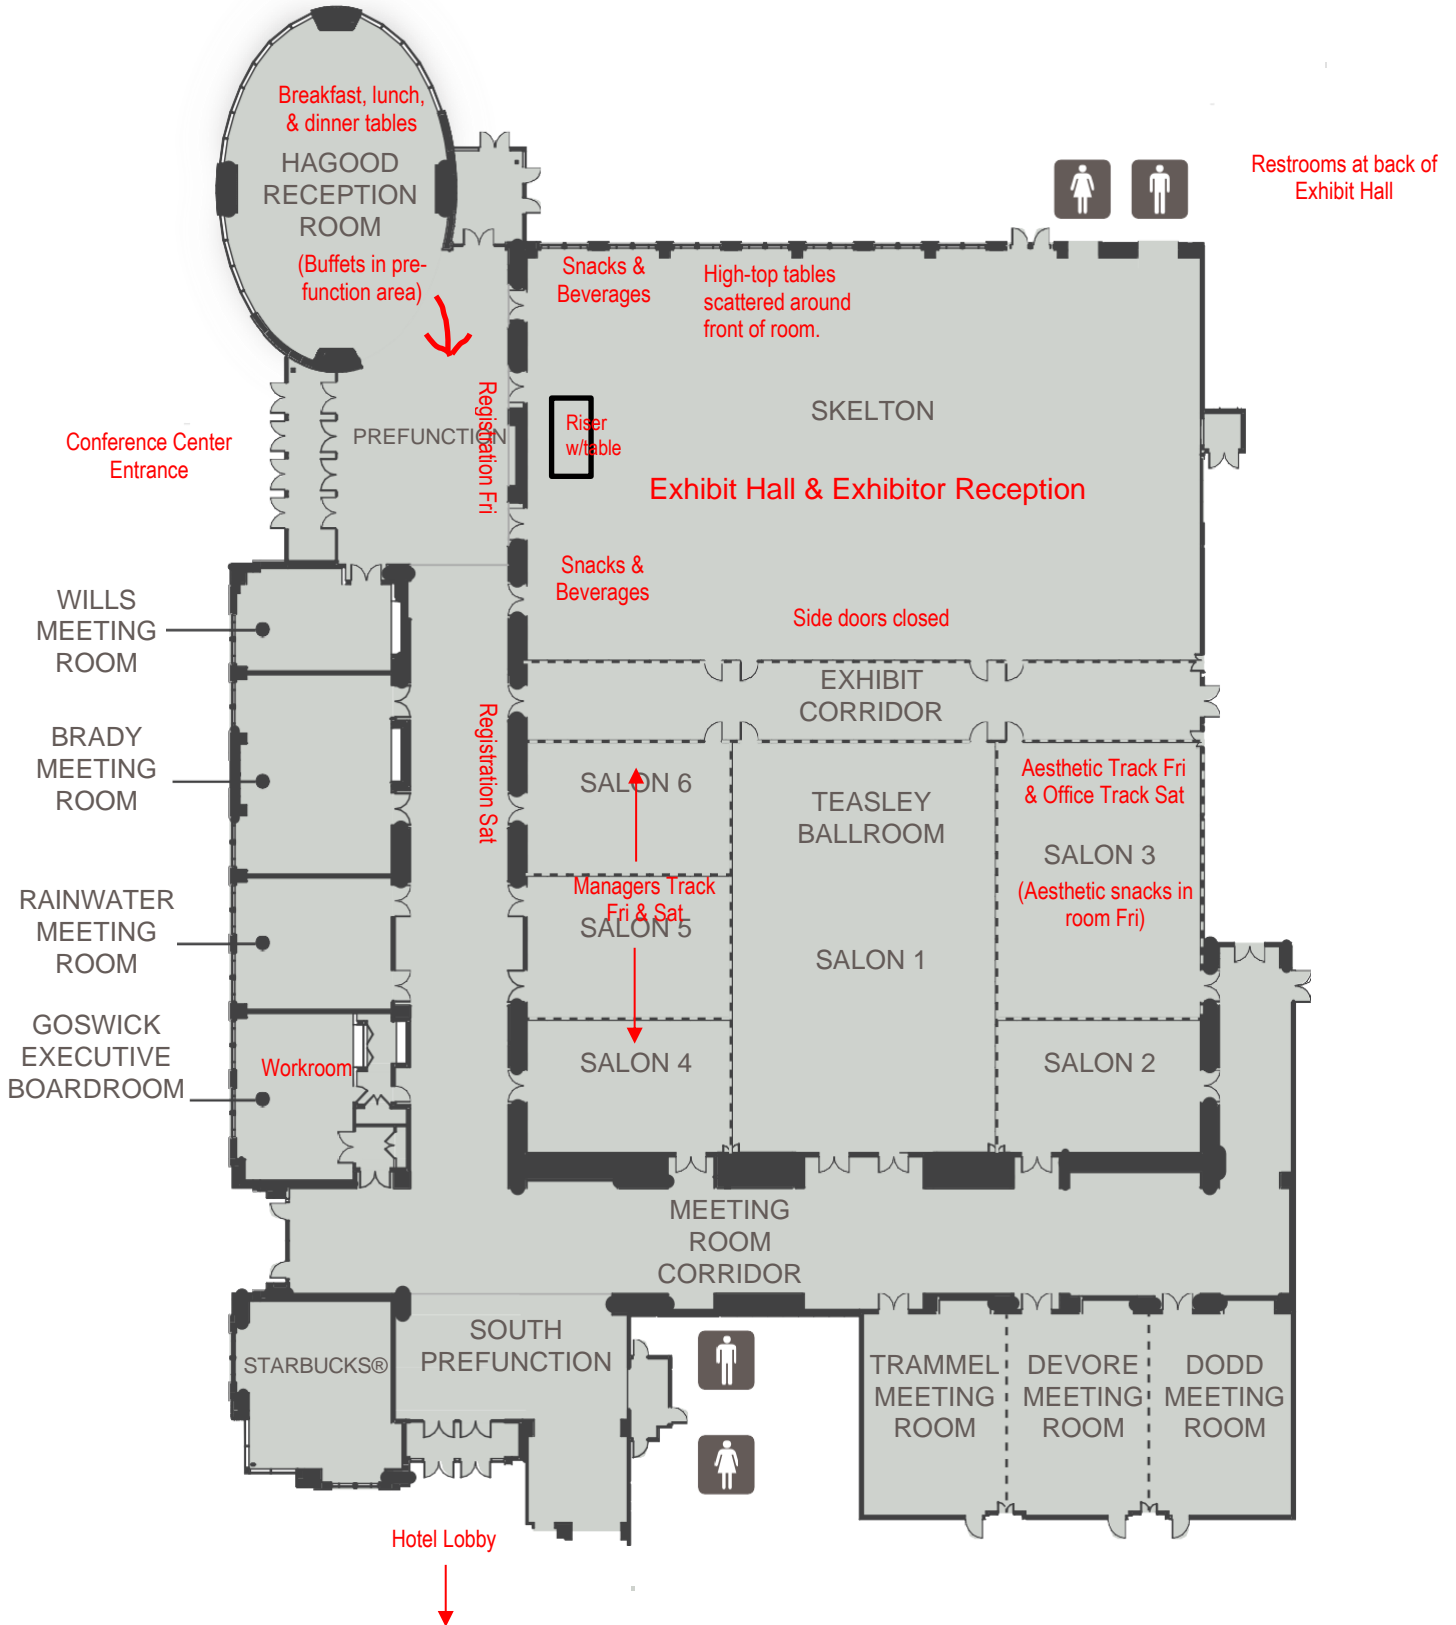 Breakfast, lunch,
& dinner tables
HAGOOD
RECEPTION
ROOM
(Buffets in pre-
function area)
Restrooms at back of
Exhibit Hall
Snacks &
Beverages
High-top tables
scattered around
front of room.
SKELTON
Riser
w/table
Exhibit Hall & Exhibitor Reception
Registration Fri
PREFUNCTION
Conference Center
Entrance
Snacks &
Beverages
Side doors closed
WILLS
MEETING
ROOM
EXHIBIT
CORRIDOR
BRADY
MEETING
ROOM
Registration Sat
SALON 6
TEASLEY
BALLROOM
Aesthetic Track Fri
& Office Track Sat
SALON 3
(Aesthetic snacks in
room Fri)
Managers Track
Fri & Sat
SALON 5
SALON 1
RAINWATER
MEETING
ROOM
GOSWICK
EXECUTIVE
BOARDROOM
Workroom
SALON 4
SALON 2
MEETING
ROOM
CORRIDOR
SOUTH
PREFUNCTION
STARBUCKS®
TRAMMEL
MEETING
ROOM
DEVORE
MEETING
ROOM
DODD
MEETING
ROOM
Hotel Lobby